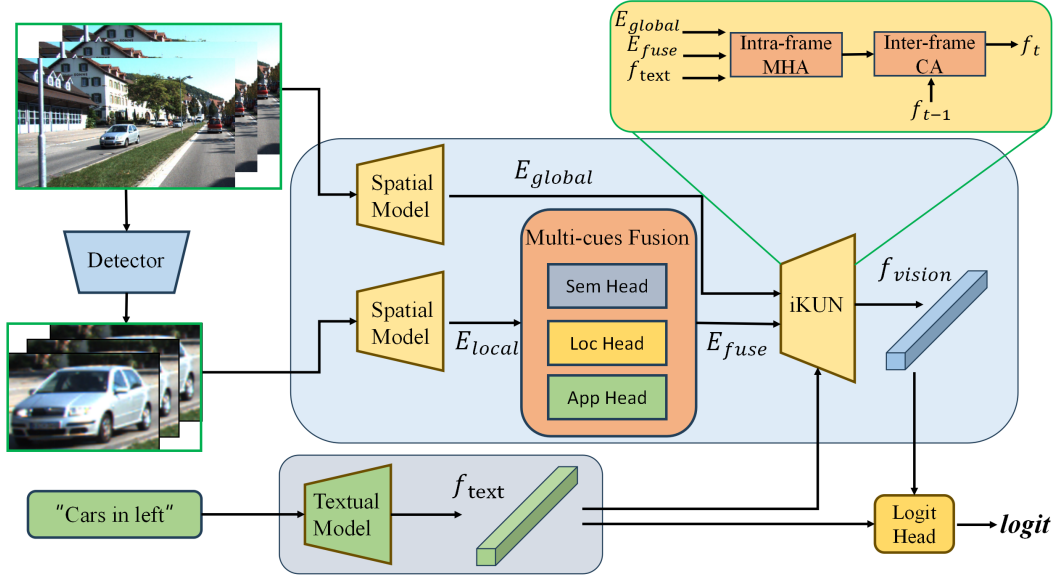 E_global
E_fuse
f_text
Intra-frame
MHA
Inter-frame
CA
f_t
f_{t−1}
Spatial
Model
E_global
Detector
Multi-cues Fusion
Sem Head
Loc Head
App Head
Spatial
Model
E_local
E_fuse
iKUN
f_vision
"Cars in left"
Textual
Model
f_text
Logit
Head
logit